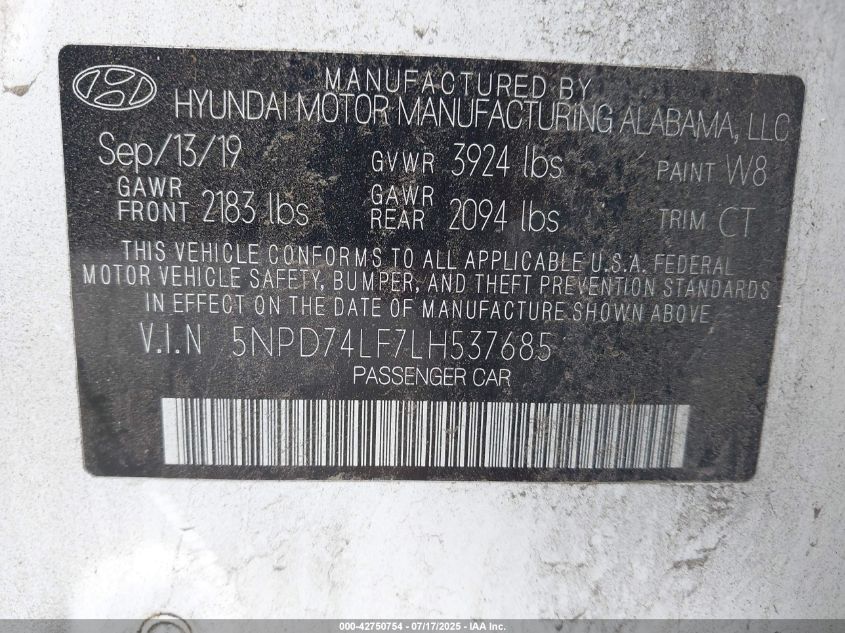 MANUFACTURED BY
HYUNDAI MOTOR MANUFACTURING ALABAMA, LLC
Sep/13/19 GVWR 3924 lbs PAINT W8
GAWR FRONT 2183 lbs GAWR REAR 2094 lbs TRIM CT
THIS VEHICLE CONFORMS TO ALL APPLICABLE U.S.A. FEDERAL
MOTOR VEHICLE SAFETY, BUMPER, AND THEFT PREVENTION STANDARDS
IN EFFECT ON THE DATE OF MANUFACTURE SHOWN ABOVE,
V.I.N 5NPD74LF7LH537685
PASSENGER CAR
000-42750754 - 07/17/2025 - IAA Inc.